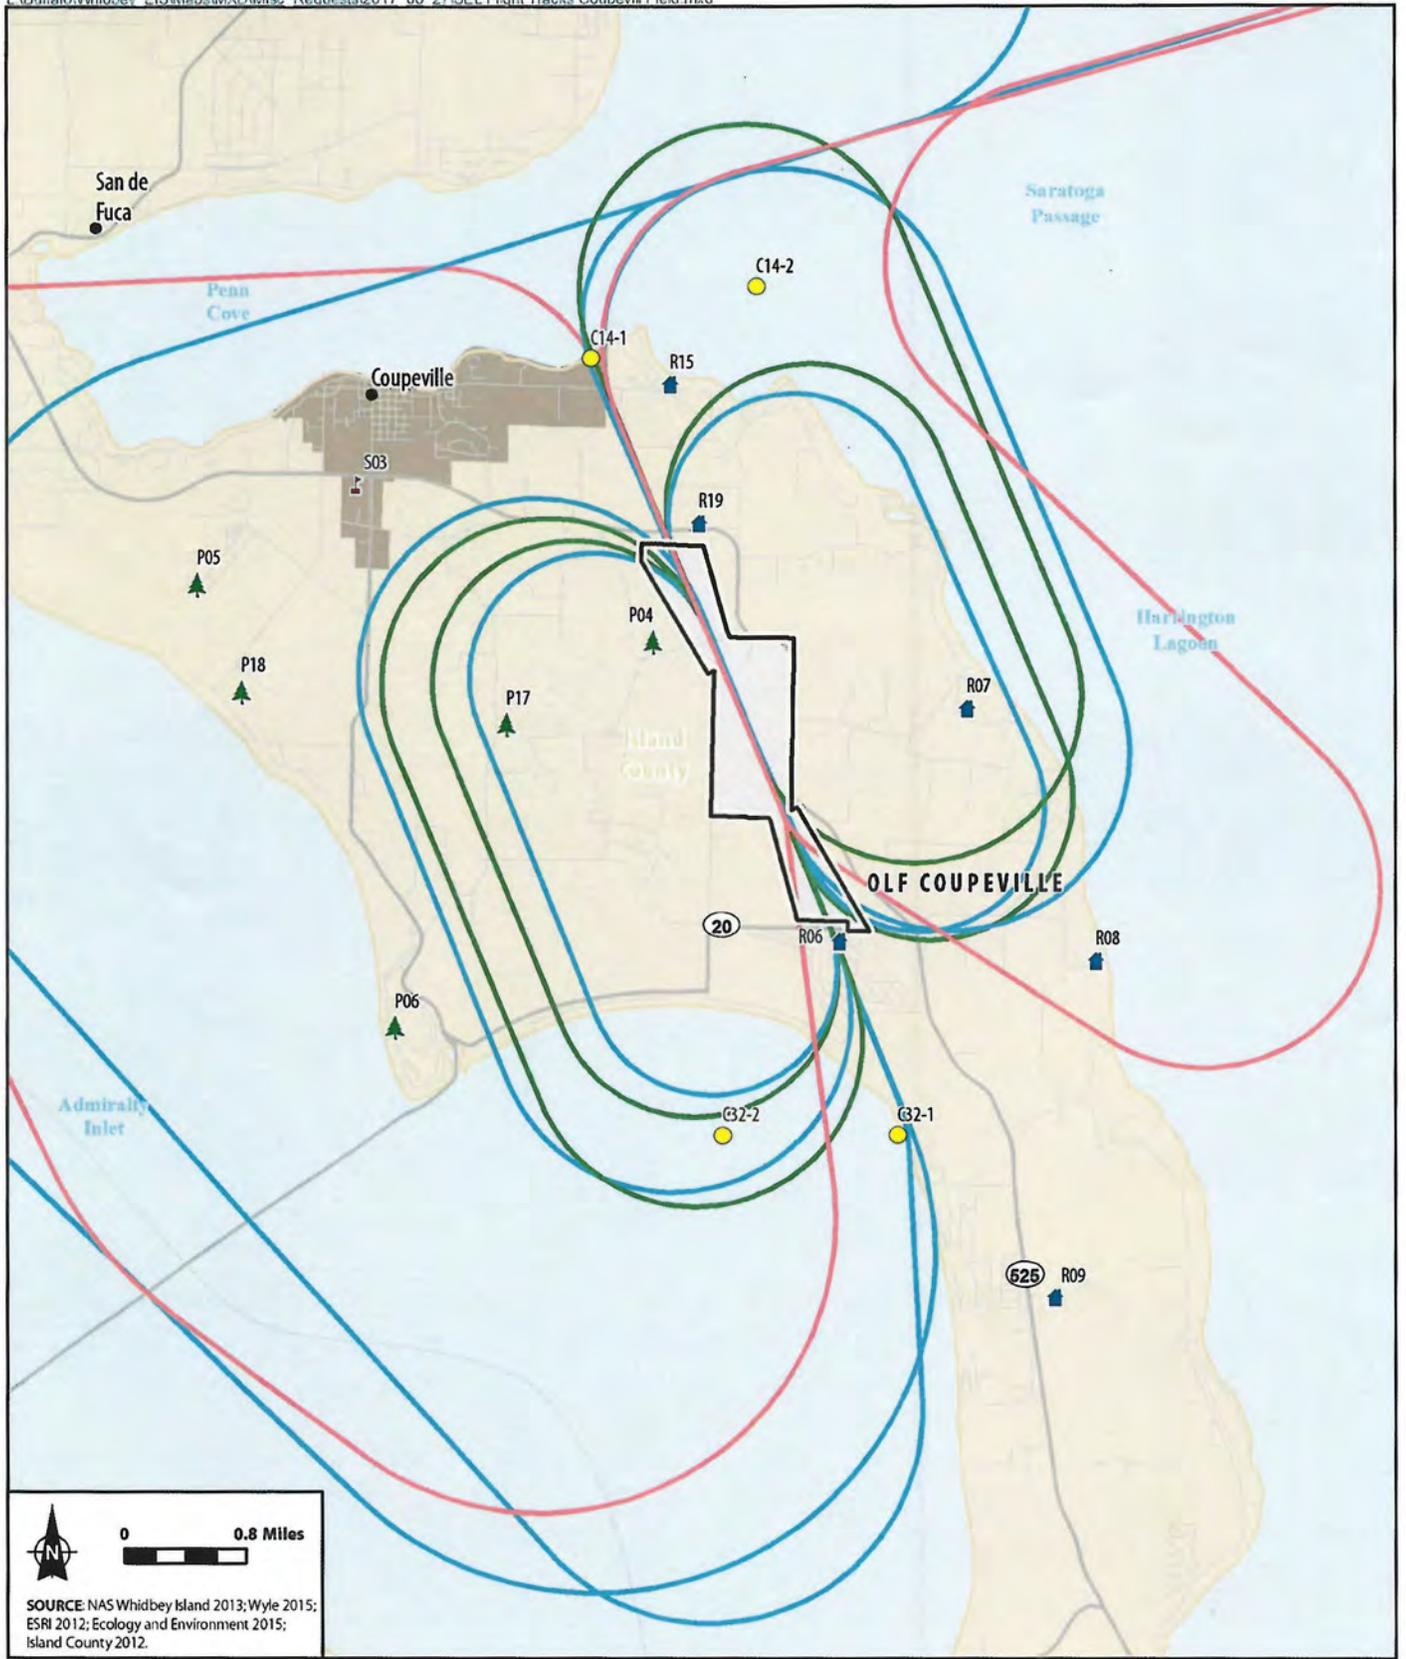 San de
Fuca
Saratoga
Passage
C14-2
Penn
Cove
C14-1
R15
Coupeville
S03
R19
P05
P04
Harrington
Lagoon
P18
R07
P17
Island
County
OLF COUPEVILLE
20
R06
R08
P06
Admiralty
Inlet
C32-2
C32-1
525
R09
N
0 0.8 Miles
SOURCE: NAS Whidbey Island 2013; Wyle 2015;
ESRI 2012; Ecology and Environment 2015;
Island County 2012.